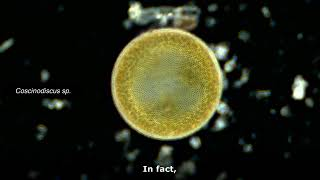 Coscinodiscus sp.
In fact,